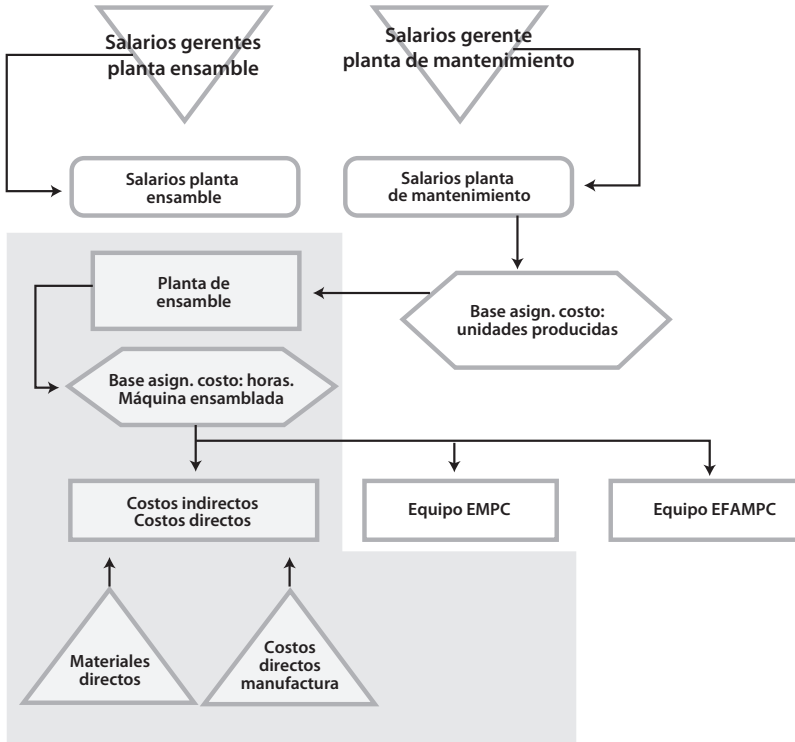 Salarios gerentes
planta ensamble
Salarios gerente
planta de mantenimiento
Salarios planta
ensamble
Salarios planta
de mantenimiento
Planta de
ensamble
Base asign. costo:
unidades producidas
Base asign. costo: horas.
Máquina ensamblada
Costos indirectos
Costos directos
Equipo EMPC
Equipo EFAMPC
Materiales
directos
Costos
directos
manufactura